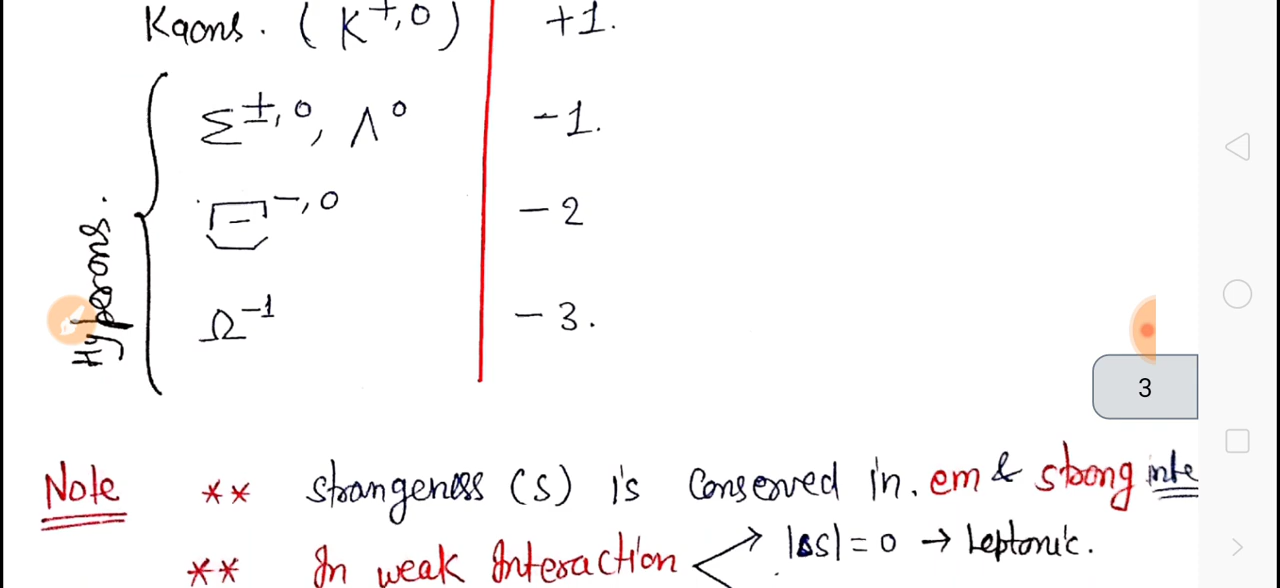 Kaons. (K+,0) +1.
Σ±,0, Λ0 -1.
Ξ-,0 -2
Ω-1 -3.
Hyperons.
3
Note ** strangeness (S) is conserved in. em & strong inte
** In weak Interaction |ΔS| = 0 → Leptonic.